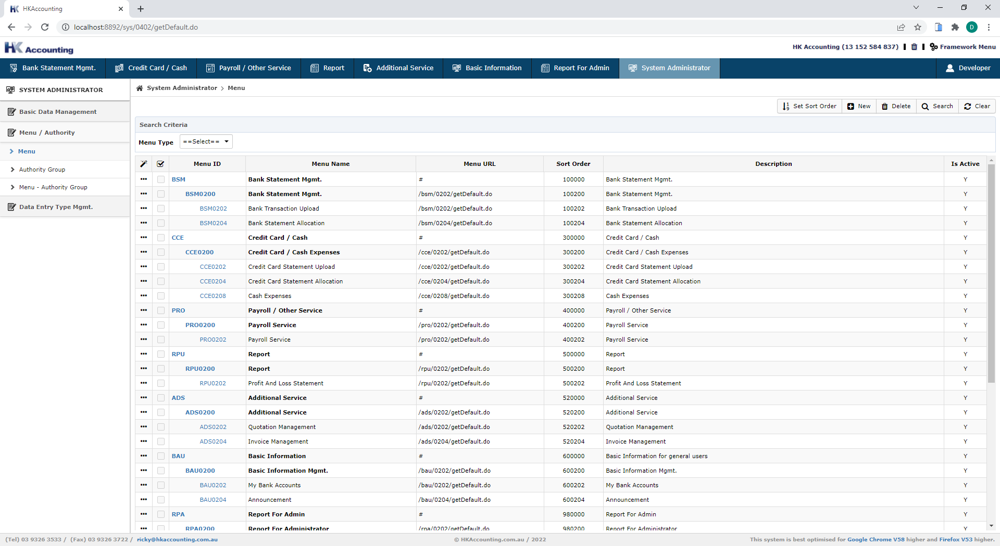 HKAccounting
localhost:8892/sys/0402/getDefault.do
D
HK Accounting
HK Accounting (13 152 584 837) Framework Menu
Bank Statement Mgmt. Credit Card / Cash Payroll / Other Service Report Additional Service Basic Information Report For Admin System Administrator Developer
SYSTEM ADMINISTRATOR
Basic Data Management
Menu / Authority
Menu
Authority Group
Menu - Authority Group
Data Entry Type Mgmt.
System Administrator > Menu
Set Sort Order New Delete Search Clear
Search Criteria
Menu Type ==Select==
Menu ID Menu Name Menu URL Sort Order Description Is Active
BSM Bank Statement Mgmt. # 100000 Bank Statement Mgmt. Y
BSM0200 Bank Statement Mgmt. /bsm/0202/getDefault.do 100200 Bank Statement Mgmt. Y
BSM0202 Bank Transaction Upload /bsm/0202/getDefault.do 100202 Bank Transaction Upload Y
BSM0204 Bank Statement Allocation /bsm/0204/getDefault.do 100204 Bank Statement Allocation Y
CCE Credit Card / Cash # 300000 Credit Card / Cash Y
CCE0200 Credit Card / Cash Expenses /cce/0202/getDefault.do 300200 Credit Card / Cash Expenses Y
CCE0202 Credit Card Statement Upload /cce/0202/getDefault.do 300202 Credit Card Statement Upload Y
CCE0204 Credit Card Statement Allocation /cce/0204/getDefault.do 300204 Credit Card Statement Allocation Y
CCE0208 Cash Expenses /cce/0208/getDefault.do 300208 Cash Expenses Y
PRO Payroll / Other Service # 400000 Payroll / Other Service Y
PRO0200 Payroll Service /pro/0202/getDefault.do 400200 Payroll Service Y
PRO0202 Payroll Service /pro/0202/getDefault.do 400202 Payroll Service Y
RPU Report # 500000 Report Y
RPU0200 Report /rpu/0202/getDefault.do 500200 Report Y
RPU0202 Profit And Loss Statement /rpu/0202/getDefault.do 500202 Profit And Loss Statement Y
ADS Additional Service # 520000 Additional Service Y
ADS0200 Additional Service /ads/0202/getDefault.do 520200 Additional Service Y
ADS0202 Quotation Management /ads/0202/getDefault.do 520202 Quotation Management Y
ADS0204 Invoice Management /ads/0204/getDefault.do 520204 Invoice Management Y
BAU Basic Information # 600000 Basic Information for general users Y
BAU0200 Basic Information Mgmt. /bau/0202/getDefault.do 600200 Basic Information Mgmt. Y
BAU0202 My Bank Accounts /bau/0202/getDefault.do 600202 My Bank Accounts Y
BAU0204 Announcement /bau/0204/getDefault.do 600204 Announcement Y
RPA Report For Admin # 980000 Report For Admin Y
RPA0200 Report For Administrator /rpa/0202/getDefault.do 980200 Report For Administrator Y
(Tel) 03 9326 3533 / (Fax) 03 9326 3722 / ricky@hkaccounting.com.au © HKAccounting.com.au / 2022 This system is best optimised for Google Chrome V58 higher and Firefox V53 higher.